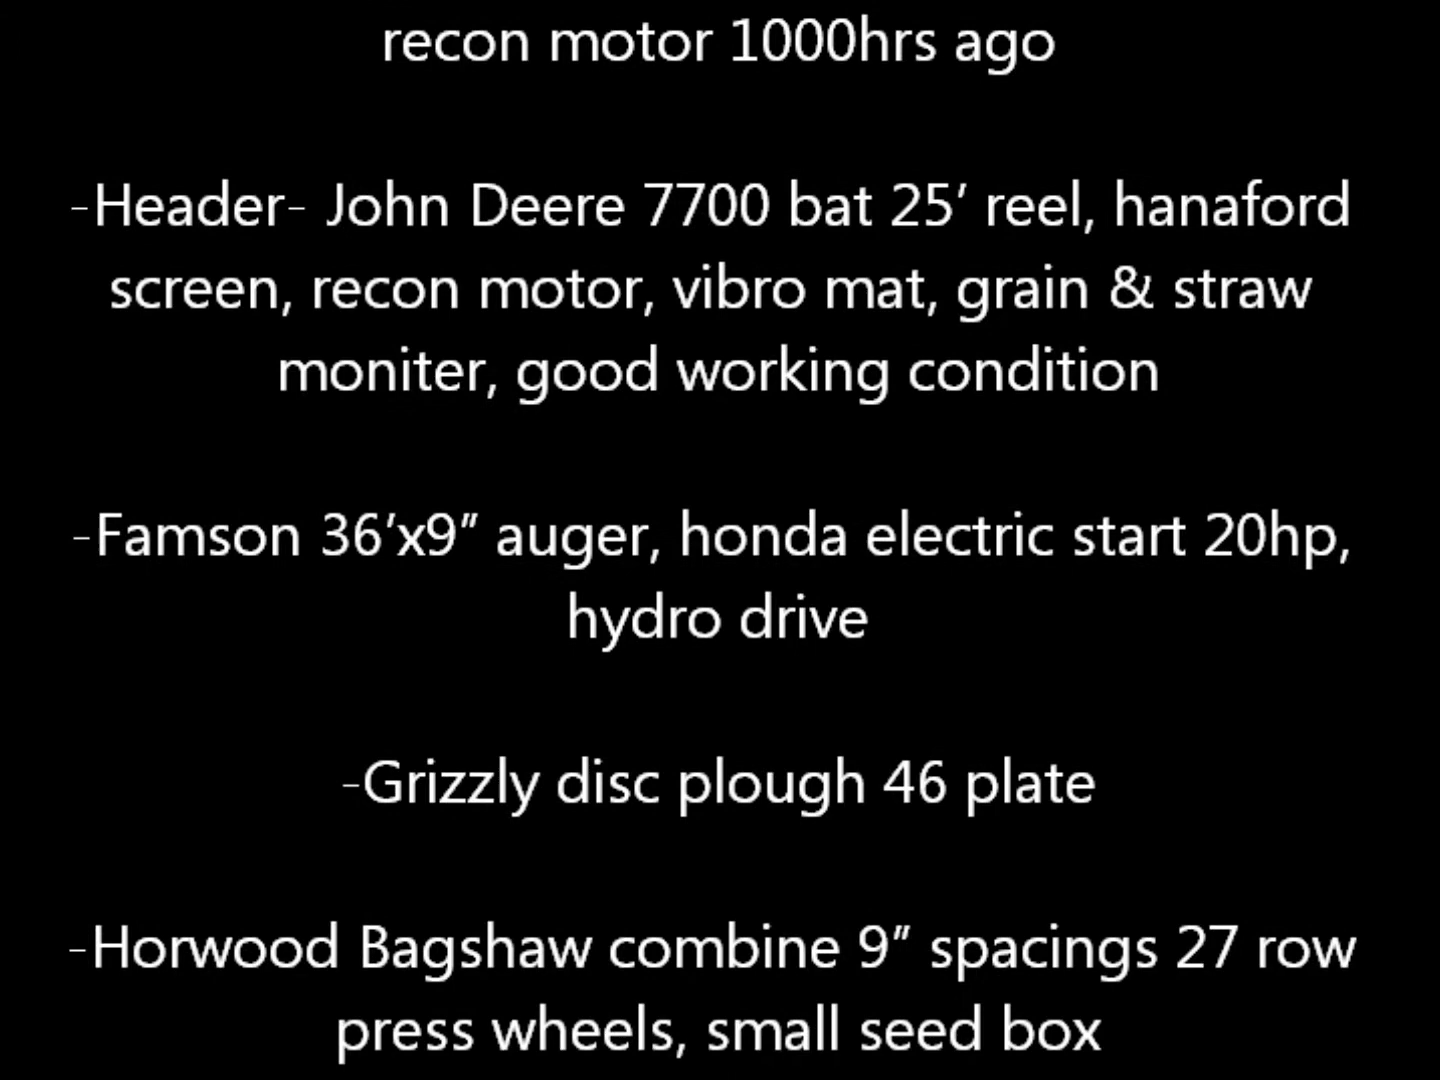 recon motor 1000hrs ago
-Header- John Deere 7700 bat 25’ reel, hanaford
screen, recon motor, vibro mat, grain & straw
moniter, good working condition
-Famson 36’x9” auger, honda electric start 20hp,
hydro drive
-Grizzly disc plough 46 plate
-Horwood Bagshaw combine 9” spacings 27 row
press wheels, small seed box